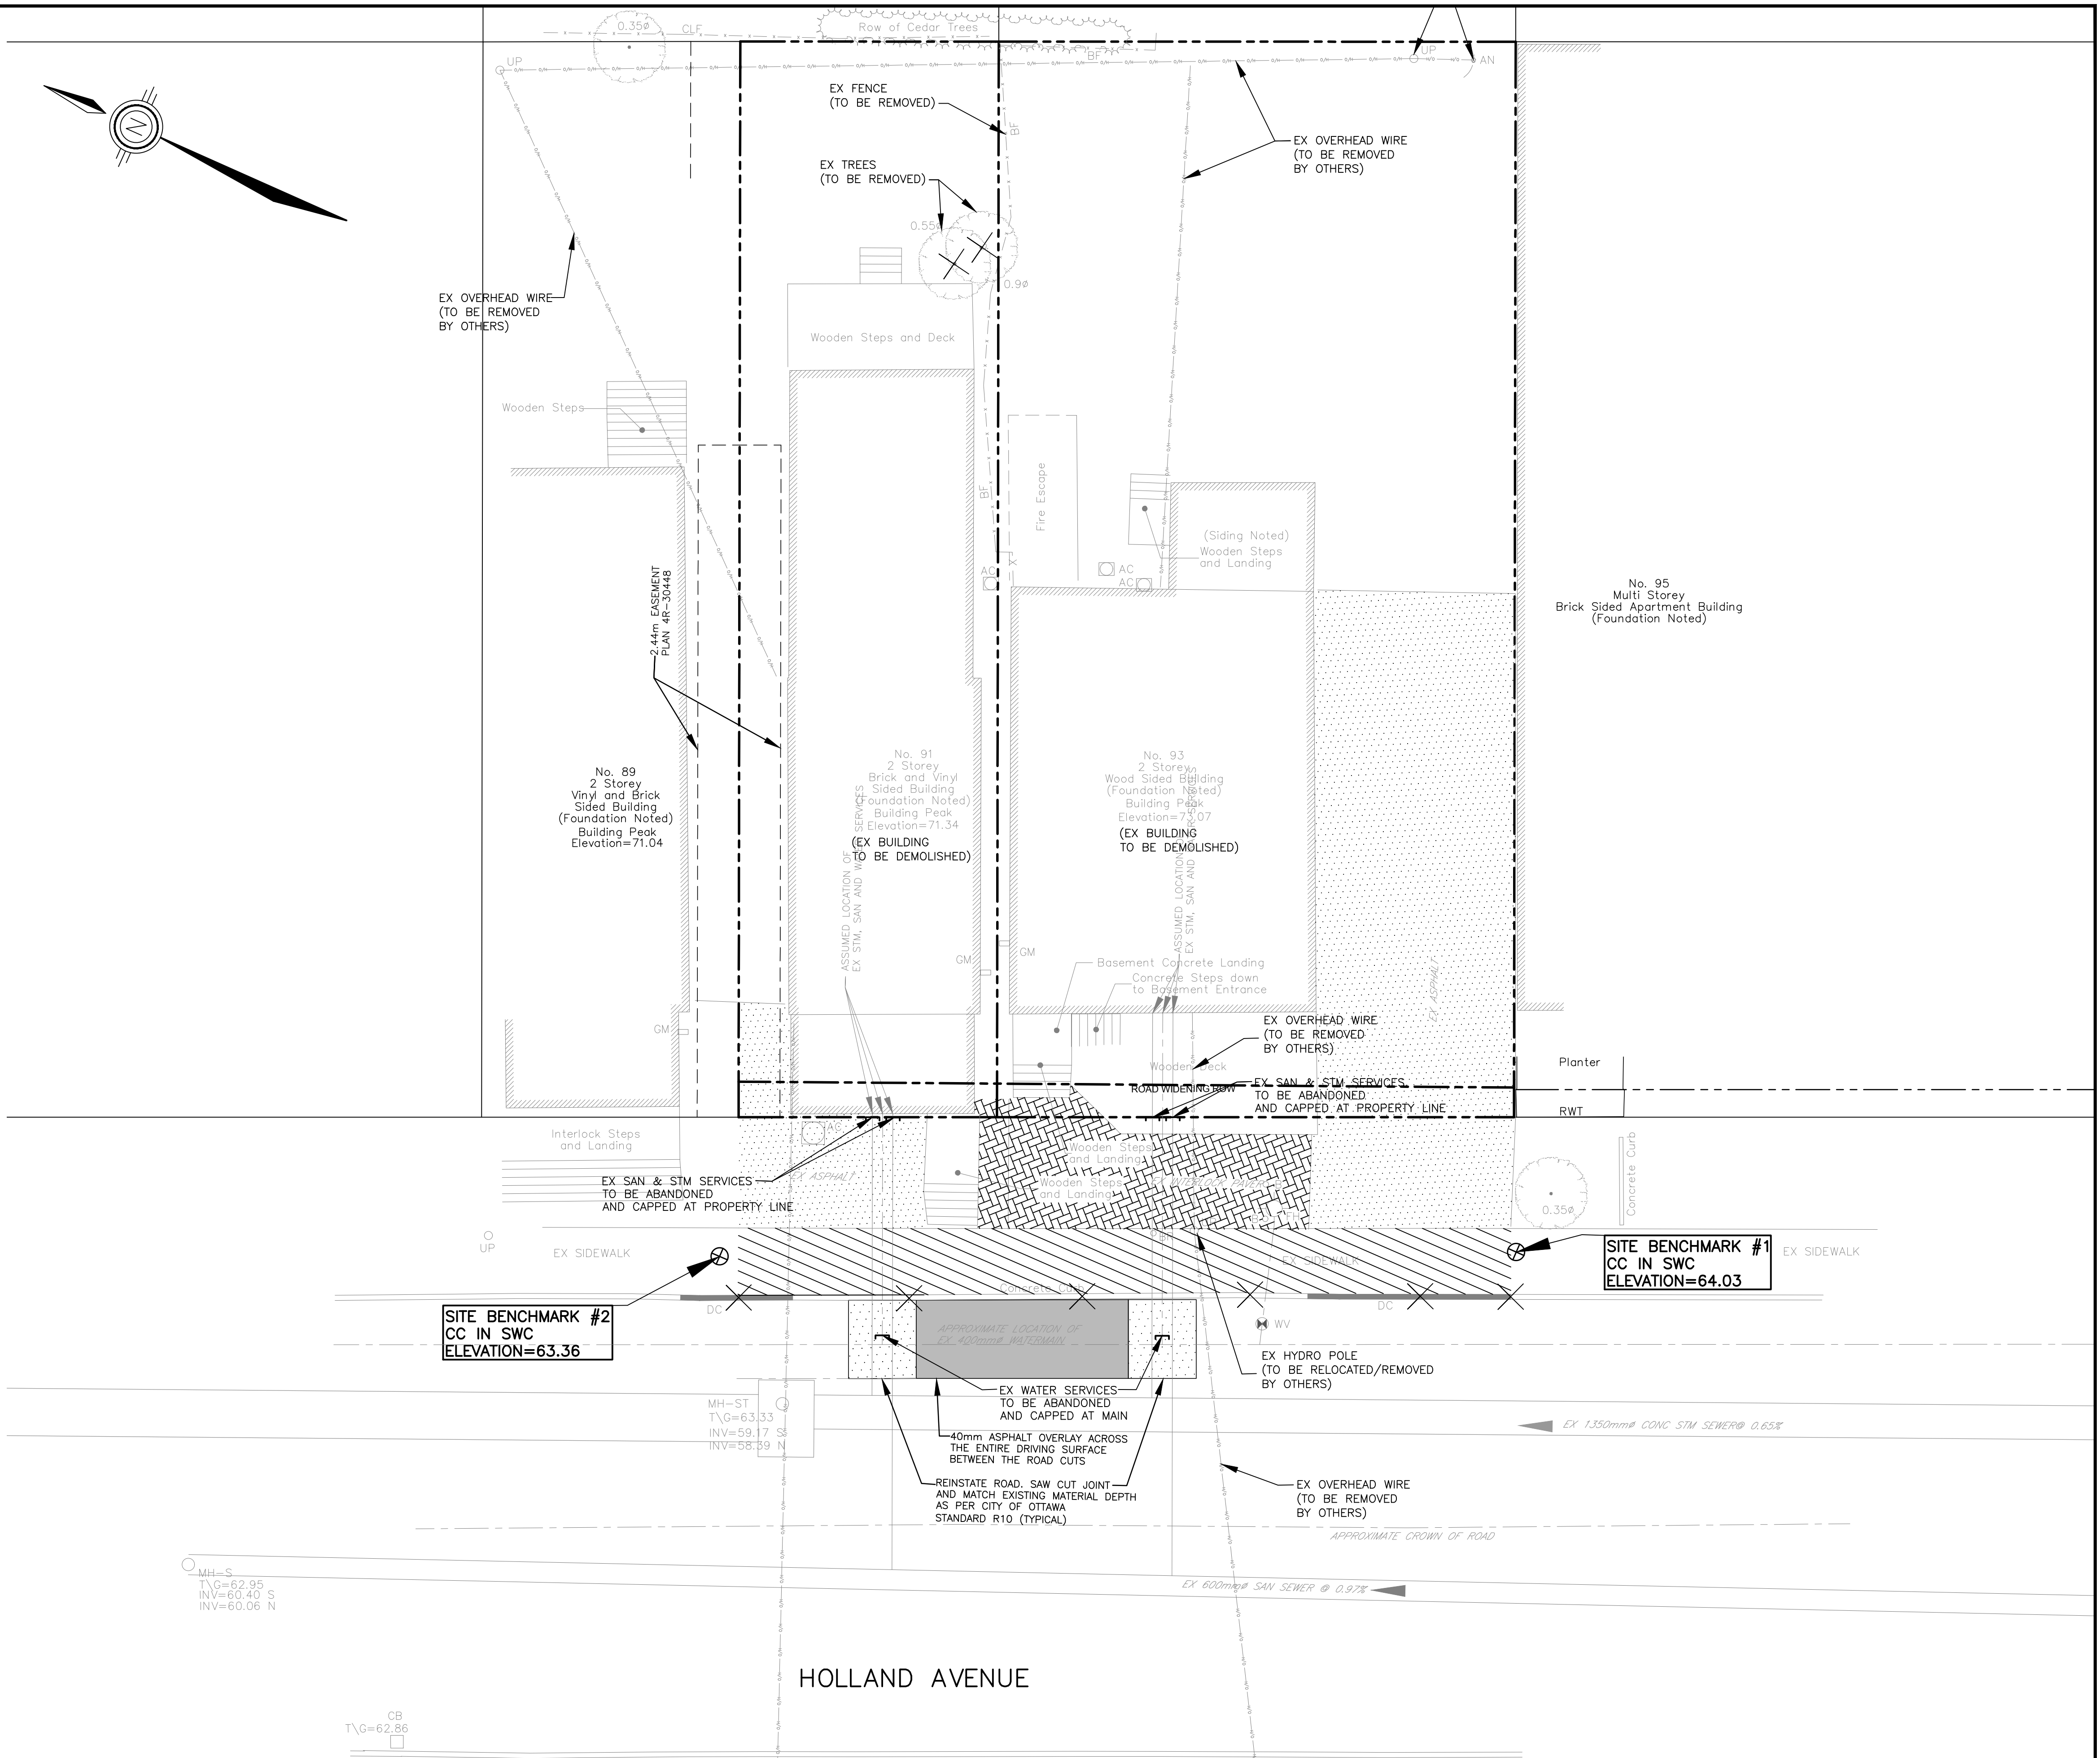 0.35ø
CLF
Row of Cedar Trees
BF
UP
UP
AN
N
EX FENCE
(TO BE REMOVED)
BF
EX OVERHEAD WIRE
(TO BE REMOVED
BY OTHERS)
EX TREES
(TO BE REMOVED)
0.55ø
0.9ø
EX OVERHEAD WIRE
(TO BE REMOVED
BY OTHERS)
Wooden Steps and Deck
Wooden Steps
BF
Fire Escape
(Siding Noted)
Wooden Steps
and Landing
X
AC
AC
AC
2.44m EASEMENT
PLAN 4R-30448
No. 95
Multi Storey
Brick Sided Apartment Building
(Foundation Noted)
No. 89
2 Storey
Vinyl and Brick
Sided Building
(Foundation Noted)
Building Peak
Elevation=71.04
No. 91
2 Storey
Brick and Vinyl
Sided Building
(Foundation Noted)
Building Peak
Elevation=71.34
(EX BUILDING
TO BE DEMOLISHED)
ASSUMED LOCATION OF
EX STM, SAN AND WATER SERVICES
No. 93
2 Storey
Wood Sided Building
(Foundation Noted)
Building Peak
Elevation=73.07
(EX BUILDING
TO BE DEMOLISHED)
ASSUMED LOCATION OF
EX STM, SAN AND WATER SERVICES
EX ASPHALT
GM
GM
GM
Basement Concrete Landing
Concrete Steps down
to Basement Entrance
EX OVERHEAD WIRE
(TO BE REMOVED
BY OTHERS)
Wooden Deck
ROAD WIDENING ROW
EX SAN & STM SERVICES
TO BE ABANDONED
AND CAPPED AT PROPERTY LINE
Planter
RWT
Interlock Steps
and Landing
AC
EX ASPHALT
EX SAN & STM SERVICES
TO BE ABANDONED
AND CAPPED AT PROPERTY LINE
Wooden Steps
and Landing
Wooden Steps
and Landing
EX INTERLOCK PAVERS
Concrete Curb
0.35ø
UP
EX SIDEWALK
EX SIDEWALK
EX SIDEWALK
SITE BENCHMARK #1
CC IN SWC
ELEVATION=64.03
Concrete Curb
DC
DC
SITE BENCHMARK #2
CC IN SWC
ELEVATION=63.36
APPROXIMATE LOCATION OF
EX 400mmø WATERMAIN
WV
EX HYDRO POLE
(TO BE RELOCATED/REMOVED
BY OTHERS)
EX WATER SERVICES
TO BE ABANDONED
AND CAPPED AT MAIN
MH-ST
T\G=63.33
INV=59.17 S
INV=58.39 N
EX 1350mmø CONC STM SEWER@ 0.65%
40mm ASPHALT OVERLAY ACROSS
THE ENTIRE DRIVING SURFACE
BETWEEN THE ROAD CUTS
REINSTATE ROAD. SAW CUT JOINT
AND MATCH EXISTING MATERIAL DEPTH
AS PER CITY OF OTTAWA
STANDARD R10 (TYPICAL)
EX OVERHEAD WIRE
(TO BE REMOVED
BY OTHERS)
APPROXIMATE CROWN OF ROAD
MH-S
T\G=62.95
INV=60.40 S
INV=60.06 N
EX 600mmø SAN SEWER @ 0.97%
HOLLAND AVENUE
CB
T\G=62.86